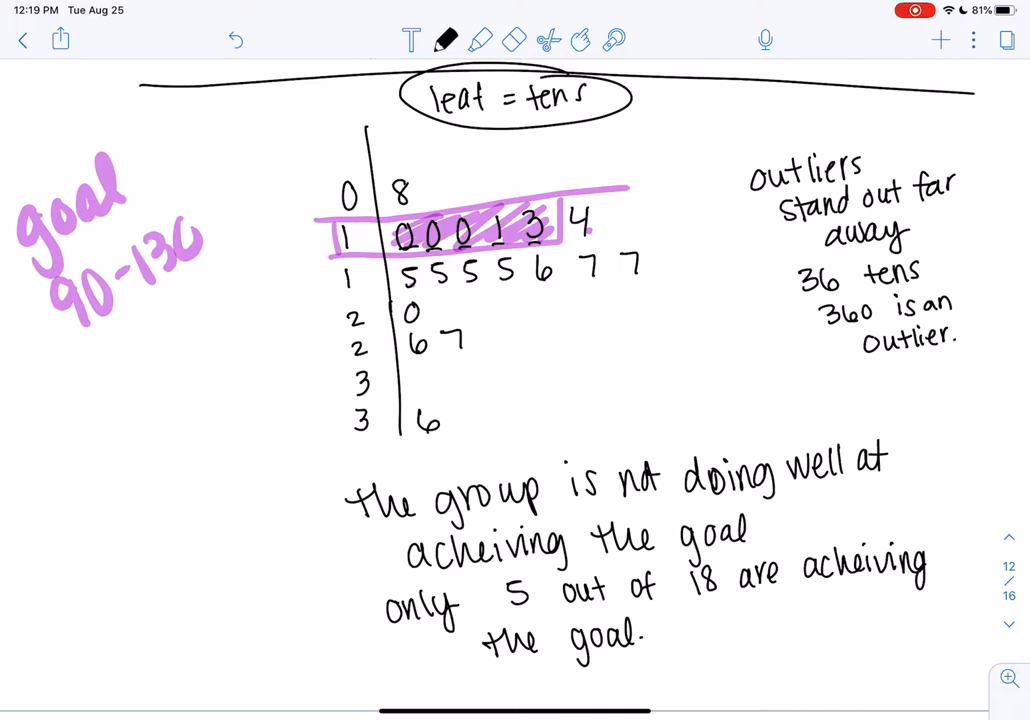 12:19 PM Tue Aug 25
81%
T
leaf = tens
goal
90-130
0 8
1 0 0 0 1 3 4
1 5 5 5 5 6 7 7
2 0
2 6 7
3
3 6
outliers
stand out far
away
36 tens
360 is an
outlier.
the group is not doing well at
acheiving the goal
only 5 out of 18 are acheiving
the goal.
12
/
16